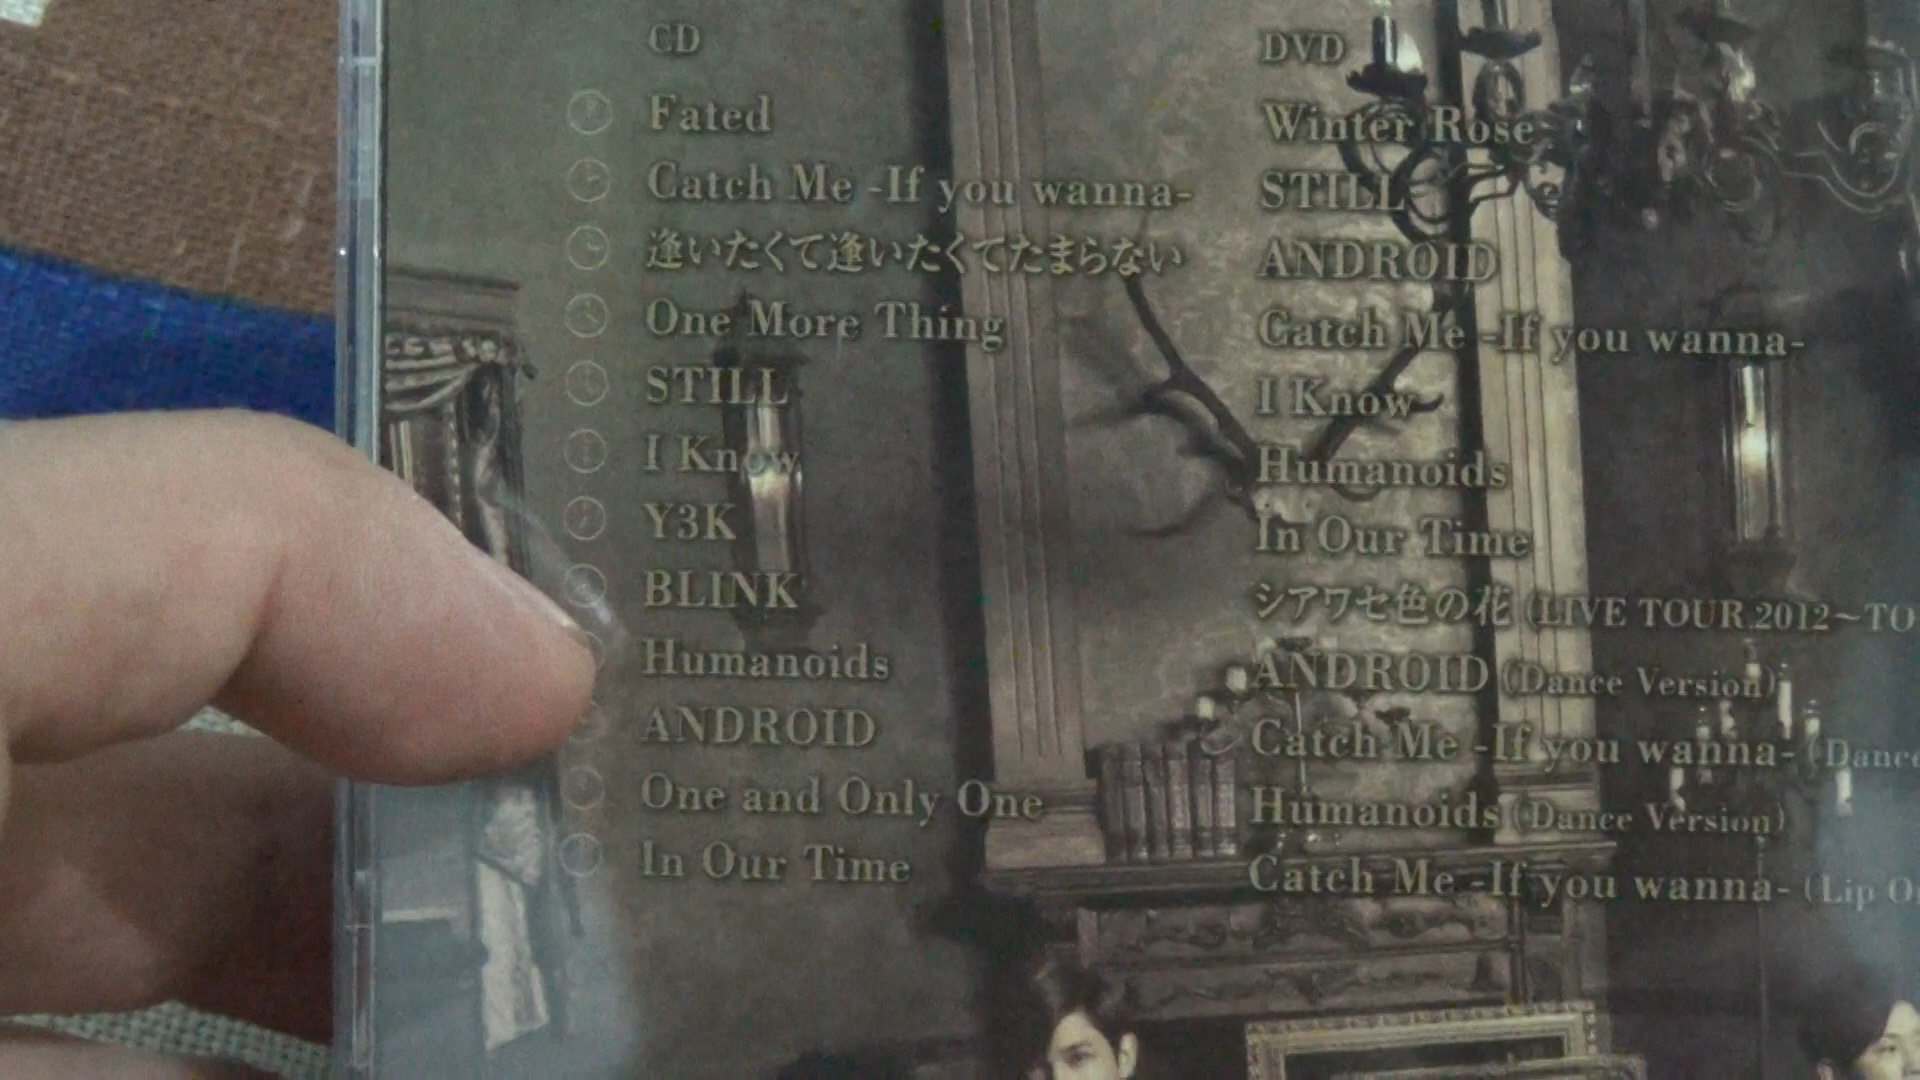 CD
Fated
Catch Me -If you wanna-
逢いたくて逢いたくてたまらない
One More Thing
STILL
I Know
Y3K
BLINK
Humanoids
ANDROID
One and Only One
In Our Time
DVD
Winter Rose
STILL
ANDROID
Catch Me -If you wanna-
I Know
Humanoids
In Our Time
シアワセ色の花 (LIVE TOUR 2012~TO
ANDROID (Dance Version)
Catch Me -If you wanna- (Dance
Humanoids (Dance Version)
Catch Me -If you wanna- (Lip